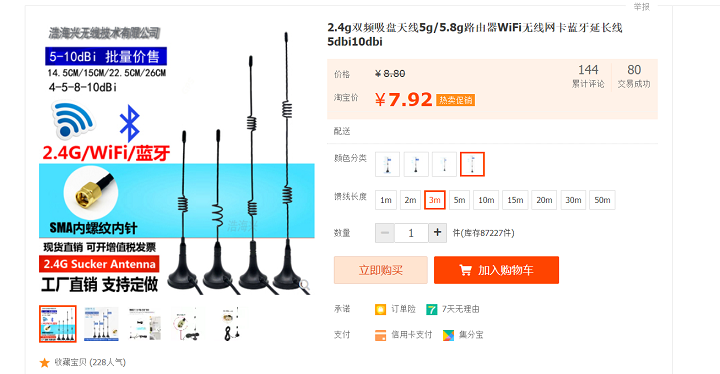 举报
浩海兴无线技术有限公司
5-10dBi 批量价售
14.5CM/15CM/22.5CM/26CM
4-5-8-10dBi
2.4G/WiFi/蓝牙
SMA内螺纹内针
现货直销 可开增值税发票
2.4G Sucker Antenna
工厂直销 支持定做
收藏宝贝 (228人气)
2.4g双频吸盘天线5g/5.8g路由器WiFi无线网卡蓝牙延长线
5dbi10dbi
价格 ¥ 8.80
淘宝价 ¥ 7.92 热卖促销
144 累计评论
80 交易成功
配送
颜色分类
馈线长度 1m 2m 3m 5m 10m 15m 20m 30m 50m
数量 − 1 + 件(库存87227件)
立即购买 加入购物车
承诺 订单险 7天无理由
支付 信用卡支付 集分宝